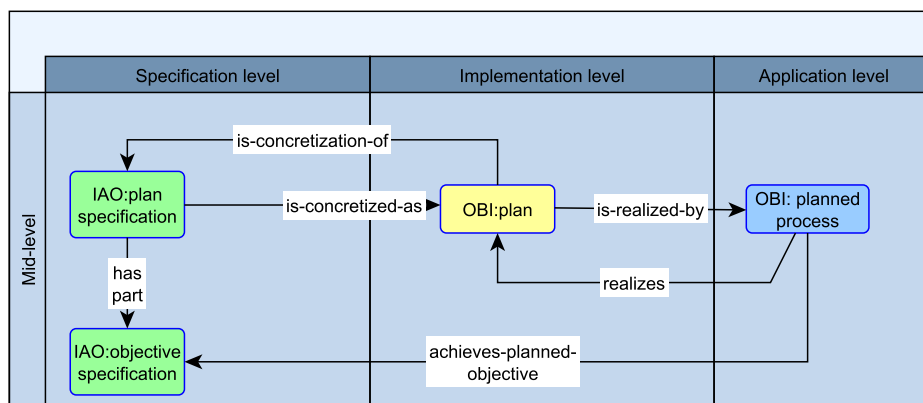 Specification level
Implementation level
Application level
Mid-level
is-concretization-of
IAO:plan
specification
is-concretized-as
OBI:plan
is-realized-by
OBI: planned
process
has
part
realizes
IAO:objective
specification
achieves-planned-
objective